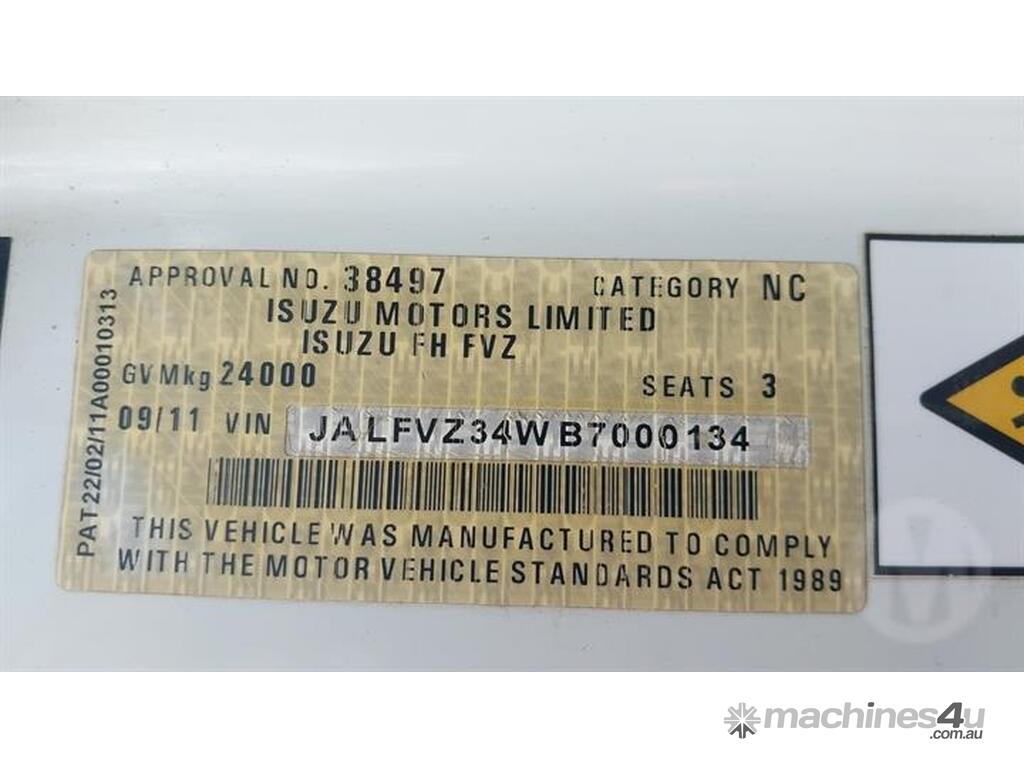 APPROVAL NO. 38497 CATEGORY NC
ISUZU MOTORS LIMITED
ISUZU FH FVZ
GVMkg 24000 SEATS 3
09/11 VIN JALFVZ34WB7000134
THIS VEHICLE WAS MANUFACTURED TO COMPLY
WITH THE MOTOR VEHICLE STANDARDS ACT 1989
PAT22/02/11A00010313
machines4u
.com.au